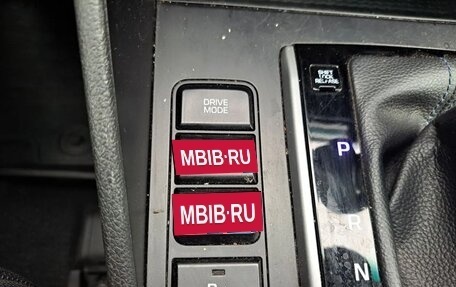 DRIVE
MODE
MBIB·RU
MBIB·RU
SHIFT
LOCK
RELEASE
P
R
N